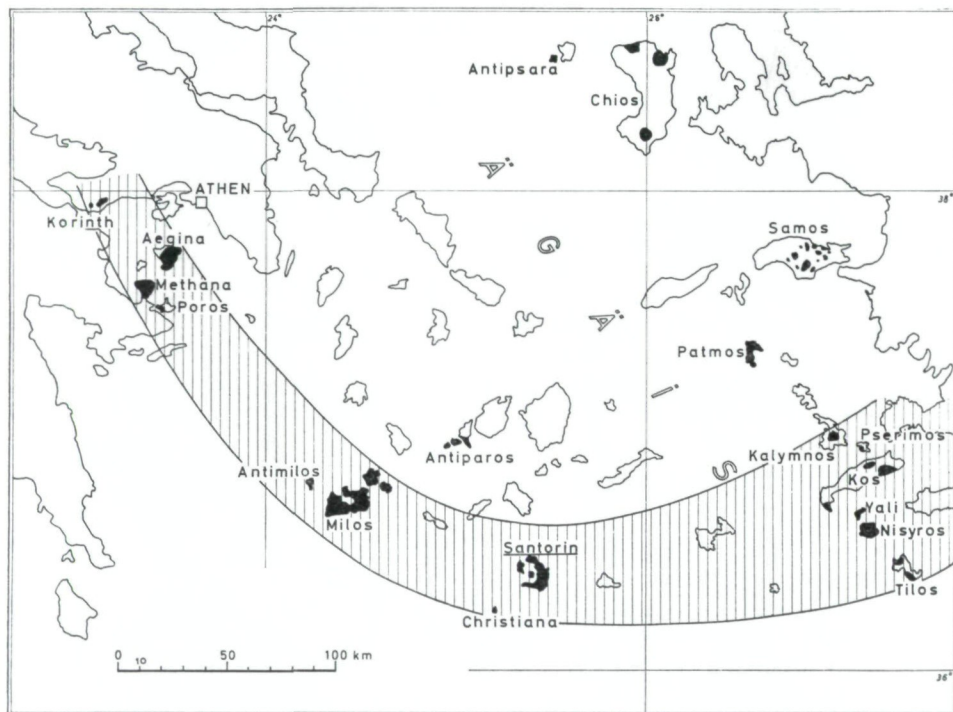 24°
26°
Antipsara
Chios
Ä
38°
ATHEN
Korinth
Samos
Aegina
G
Methana
Poros
Ä
Patmos
Antiparos
Kalymnos
Pserimos
Antimilos
S
Kos
Milos
Yali
Nisyros
Santorin
Tilos
Christiana
0 10 50 100 km
36°